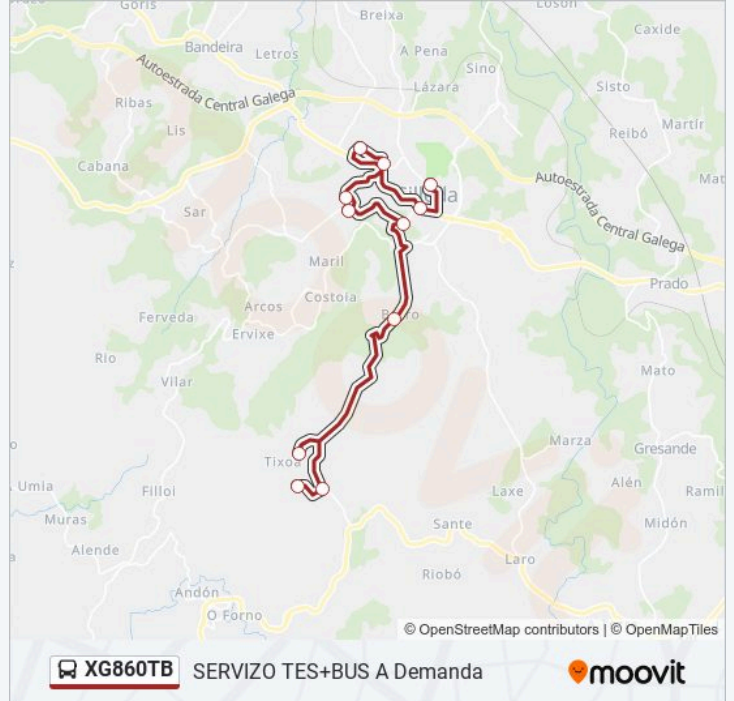 Goris
Breixa
Loson
Caxide
Bandeira
Letros
A Pena
Sino
Autoestrada Central Galega
Lázara
Sisto
Ribas
Martír
Lis
Reibó
Cabana
Autoestrada Central Galega
Mat
Sar
Maril
Prado
Costoia
Arcos
Ferveda
Ervixe
Rio
Mato
Vilar
Marza
Gresande
Tixoa
Umia
Filloi
Laxe
Alén
Ramil
Muras
Sante
Midón
Alende
Laro
Riobó
Andón
O Forno
© OpenStreetMap contributors | © OpenMapTiles
XG860TB SERVIZO TES+BUS A Demanda moovit